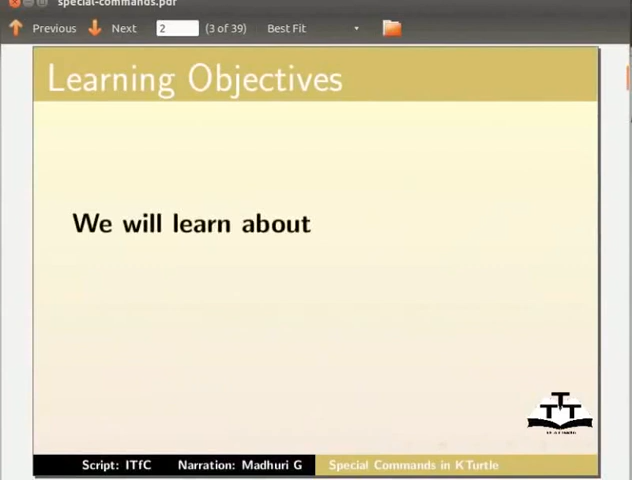 special-commands.pdf
Previous Next 2 (3 of 39) Best Fit
Learning Objectives
We will learn about
T T T
Script: ITfC Narration: Madhuri G Special Commands in KTurtle